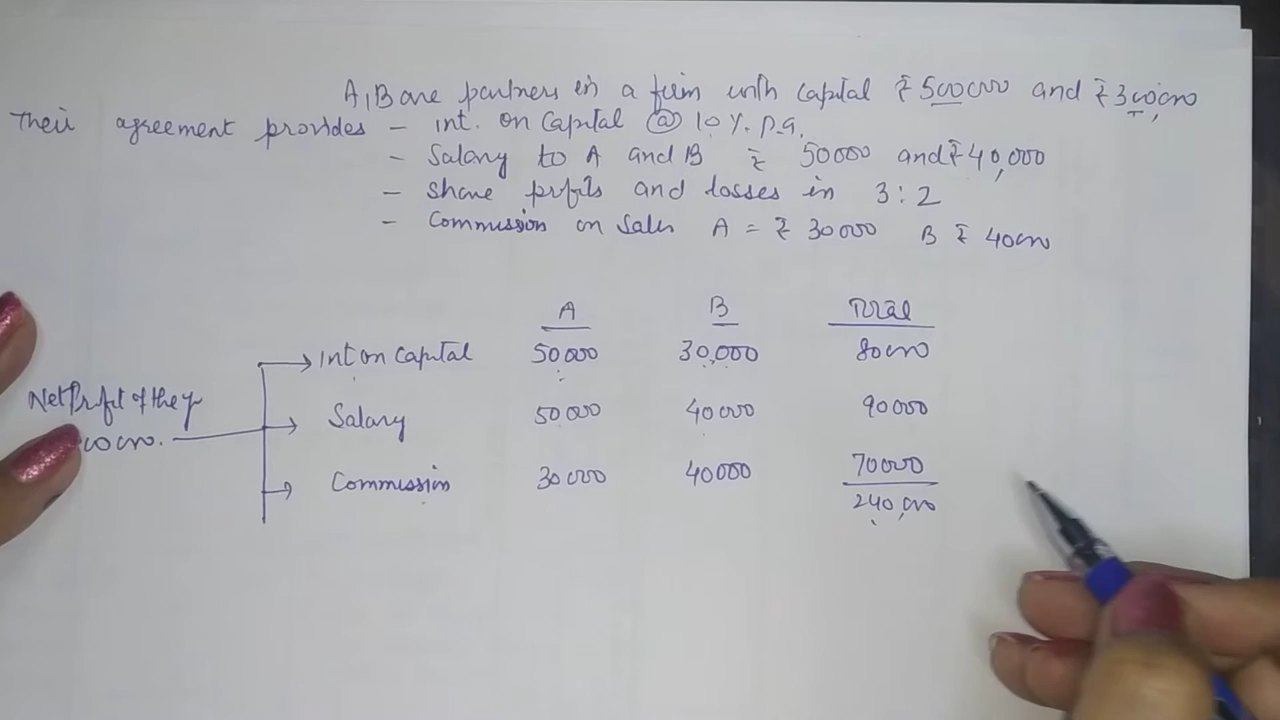 A, B are partners in a firm with capital ₹ 500000 and ₹ 300,000
Their agreement provides - int. on Capital @ 10 %. p.a.
- Salary to A and B ₹ 50000 and ₹ 40,000
- Share profits and losses in 3 : 2
- Commission on Sales A = ₹ 30000 B ₹ 40000
A B Total
Int on Capital 50000 30,000 80000
Net Profit of the
Salary 50000 40000 90000
Commission 30000 40000 70000
240,000